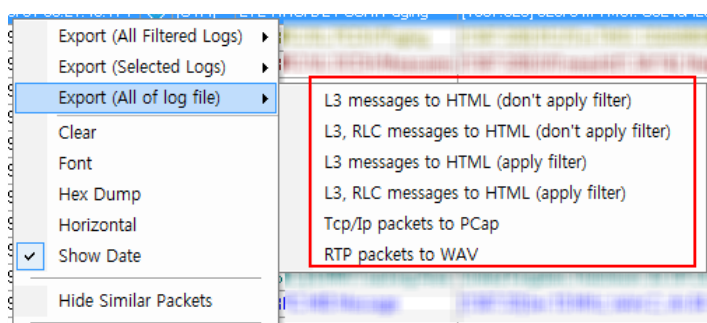 Export (All Filtered Logs)
Export (Selected Logs)
Export (All of log file)
Clear
Font
Hex Dump
Horizontal
Show Date
Hide Similar Packets
L3 messages to HTML (don't apply filter)
L3, RLC messages to HTML (don't apply filter)
L3 messages to HTML (apply filter)
L3, RLC messages to HTML (apply filter)
Tcp/Ip packets to PCap
RTP packets to WAV